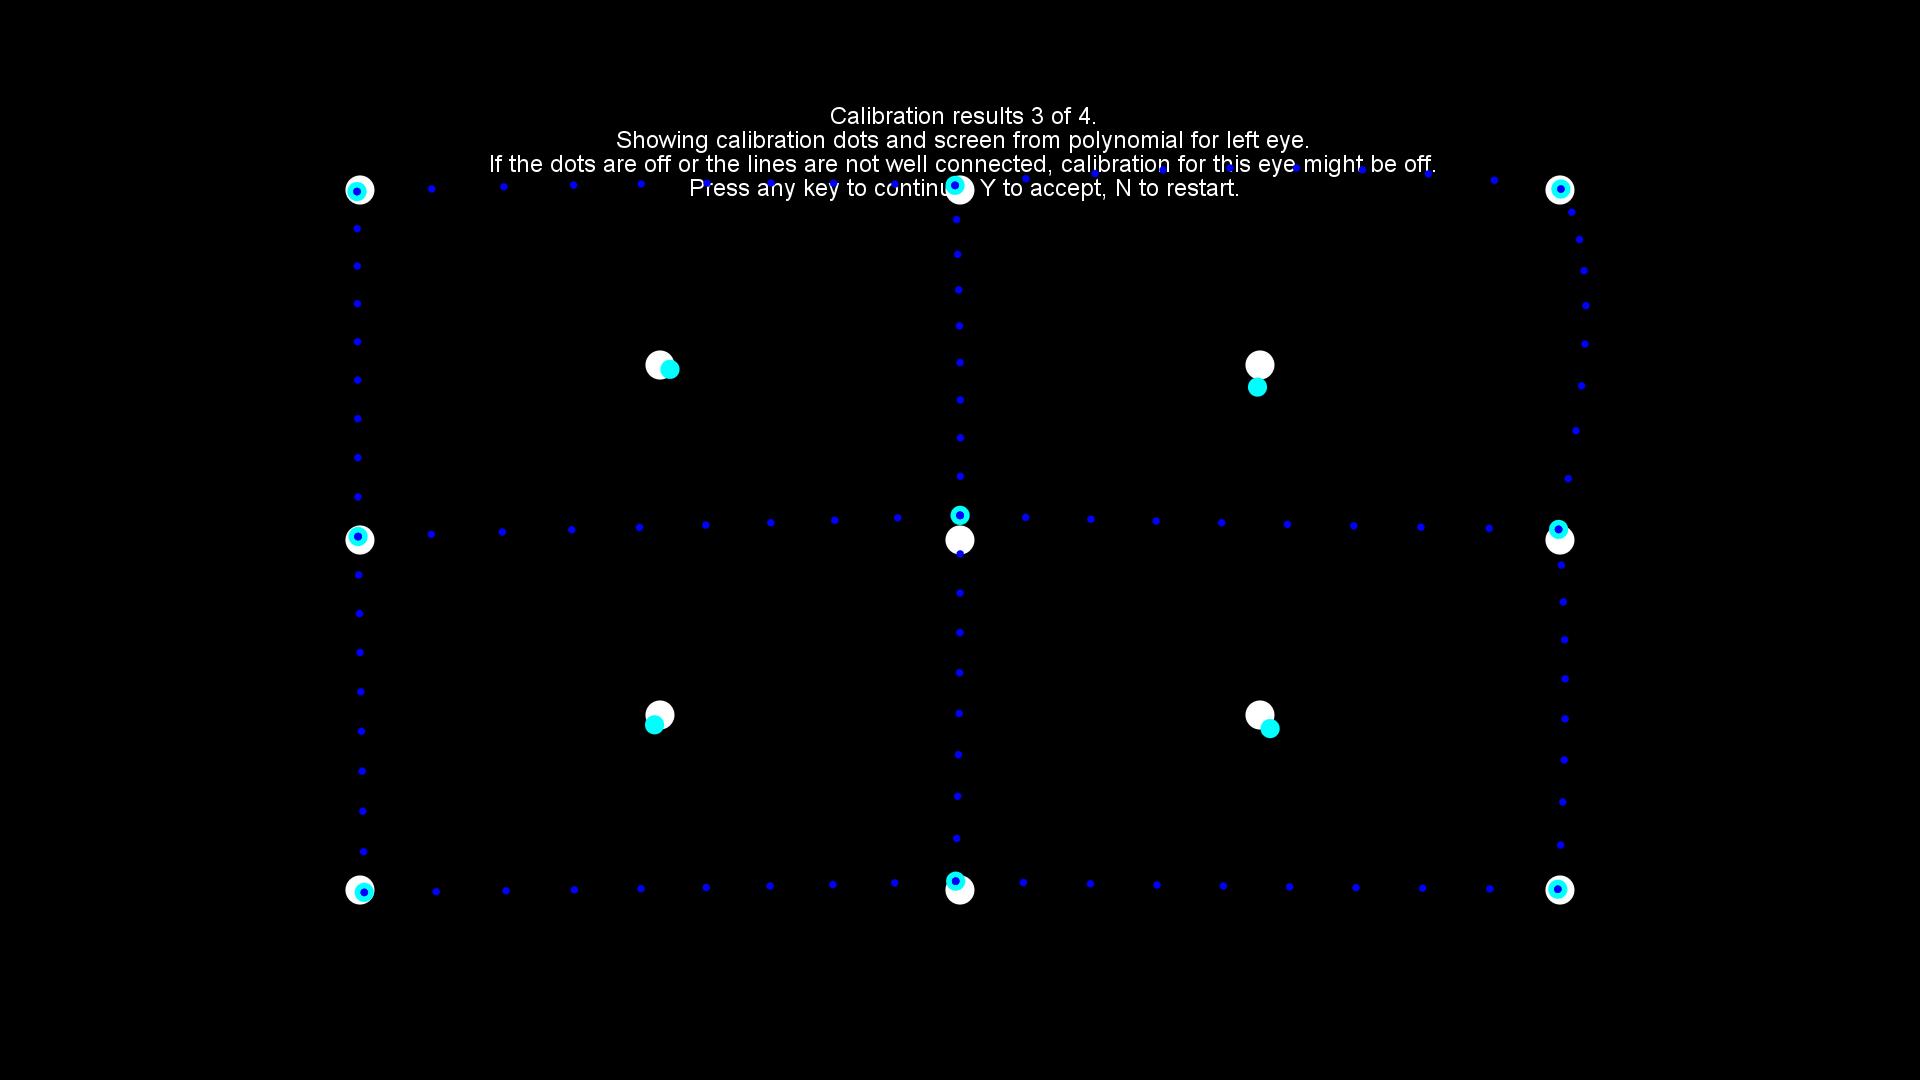 Calibration results 3 of 4.
Showing calibration dots and screen from polynomial for left eye.
If the dots are off or the lines are not well connected, calibration for this eye might be off.
Press any key to continu Y to accept, N to restart.